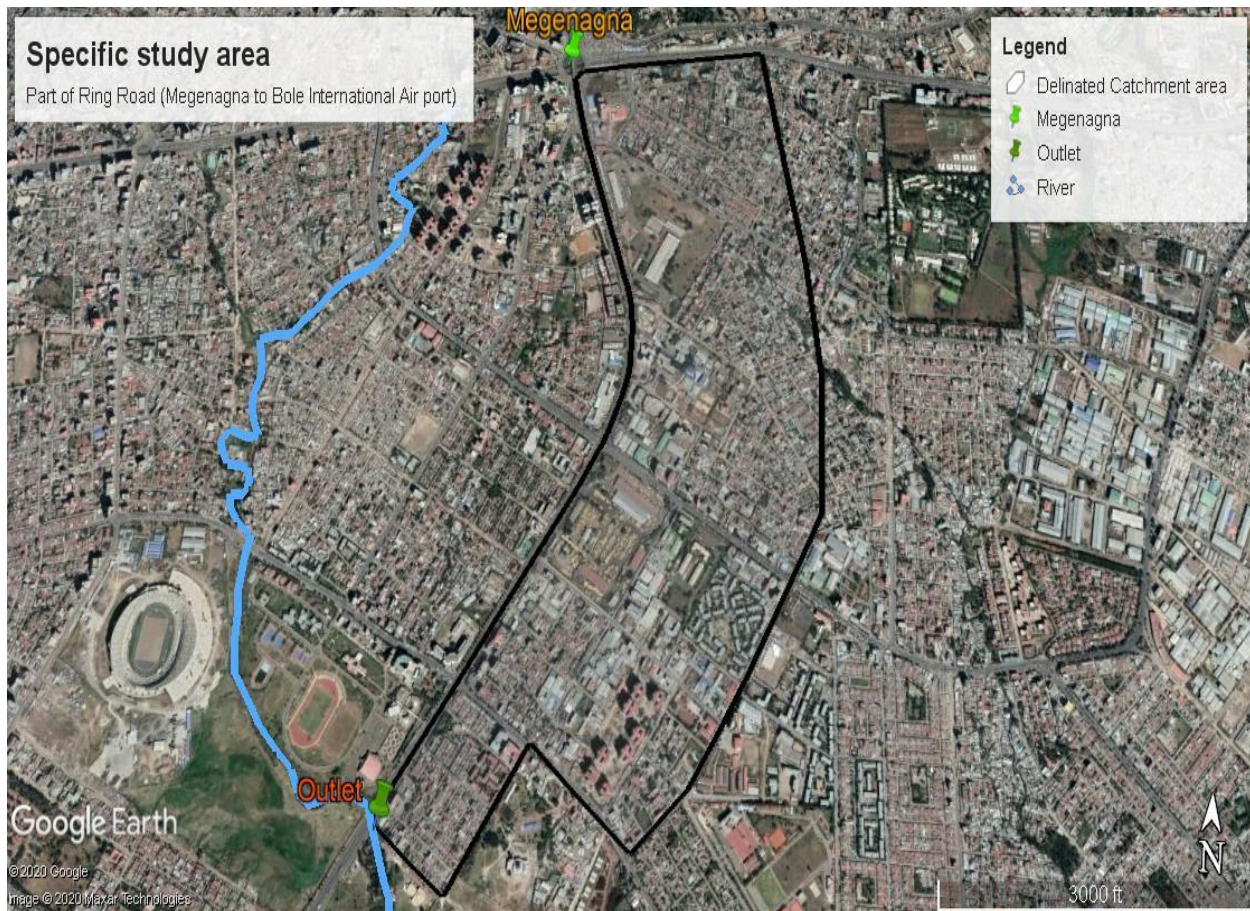 Specific study area
Part of Ring Road (Megenagna to Bole International Air port)
Megenagna
Legend
Delinated Catchment area
Megenagna
Outlet
River
Outlet
Google Earth
© 2020 Google
Image © 2020 Maxar Technologies
3000 ft
N